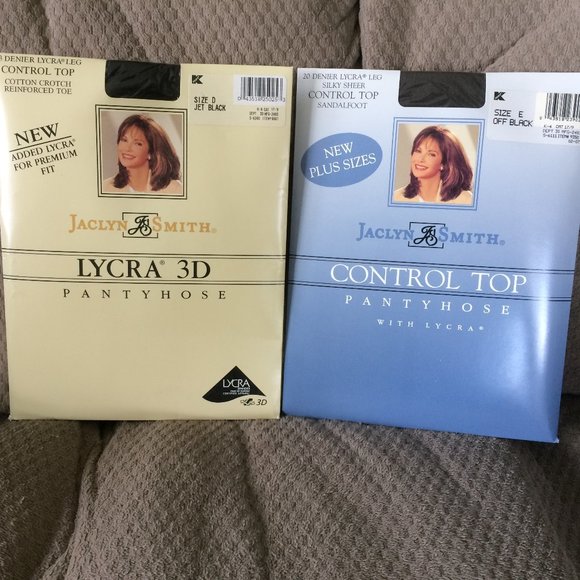 DENIER LYCRA® LEG
CONTROL TOP
COTTON CROTCH
REINFORCED TOE
K
SIZE D
JET BLACK
NEW
ADDED LYCRA®
FOR PREMIUM
FIT
JACLYN JS SMITH®
LYCRA® 3D
PANTYHOSE
LYCRA
3D
20 DENIER LYCRA® LEG
SILKY SHEER
CONTROL TOP
SANDALFOOT
K
SIZE E
OFF BLACK
NEW
PLUS SIZES
JACLYN JS SMITH®
CONTROL TOP
PANTYHOSE
WITH LYCRA®